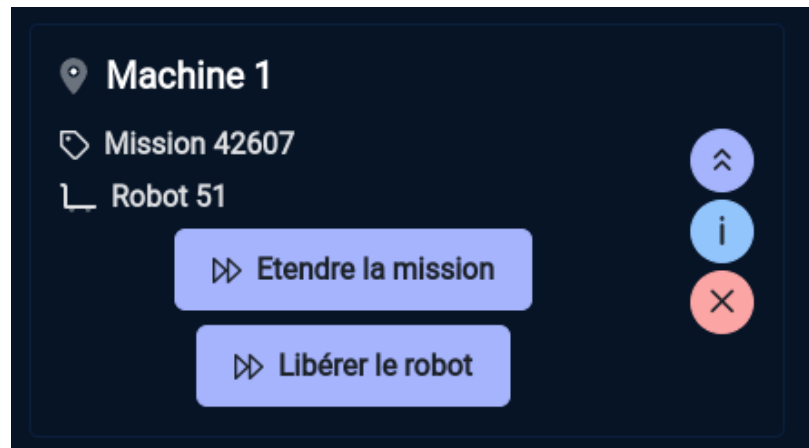 Machine 1
Mission 42607
Robot 51
Etendre la mission
Libérer le robot
i